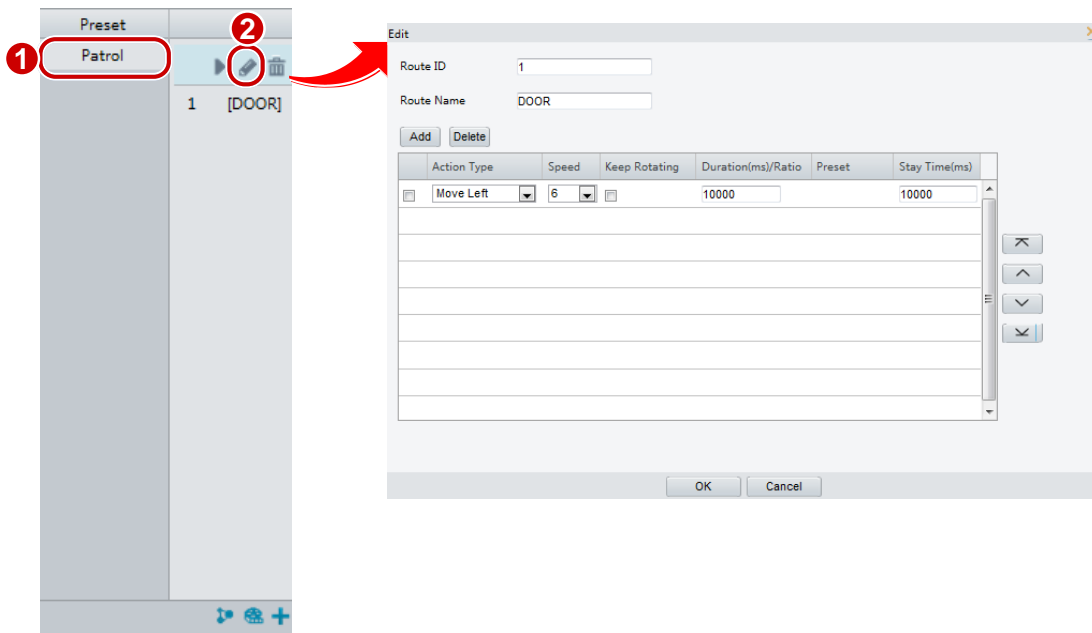 Preset
1
Patrol
2
1 [DOOR]
Edit
Route ID 1
Route Name DOOR
Add Delete
Action Type Speed Keep Rotating Duration(ms)/Ratio Preset Stay Time(ms)
Move Left 6 10000 10000
OK Cancel